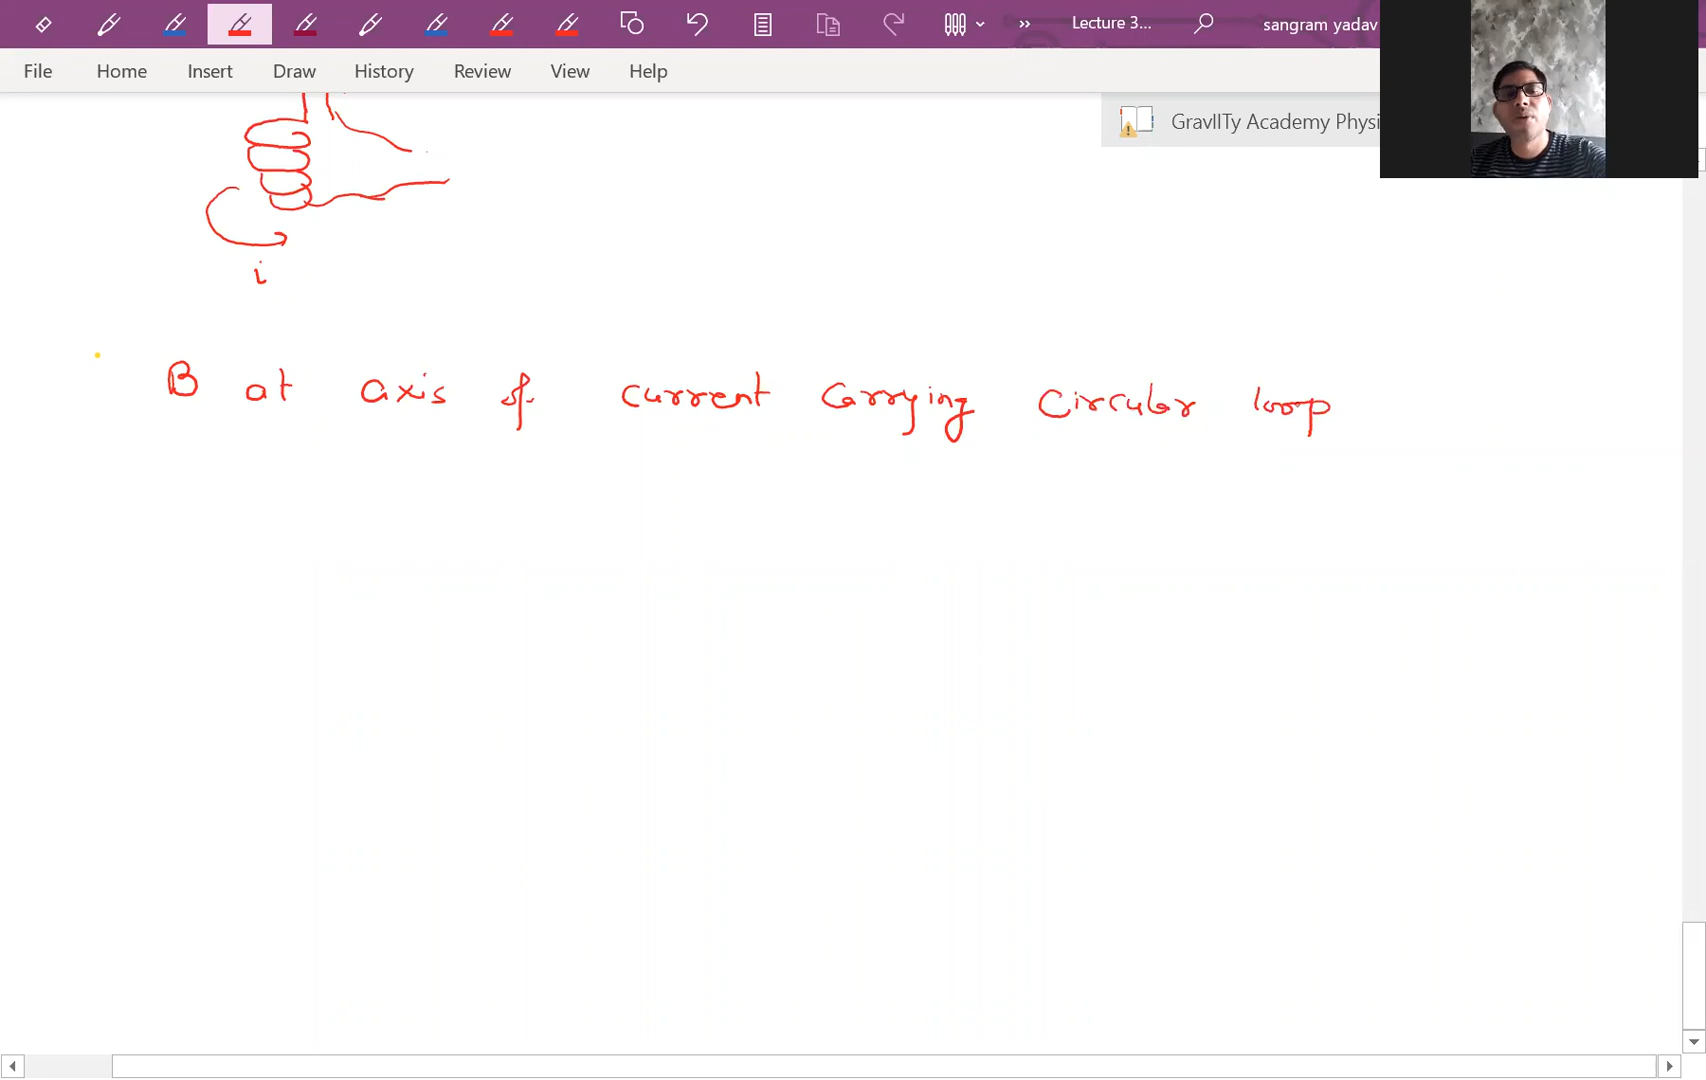 Lecture 3... sangram yadav
File Home Insert Draw History Review View Help
GravIITy Academy Physi
i
B at axis of current carrying circular loop